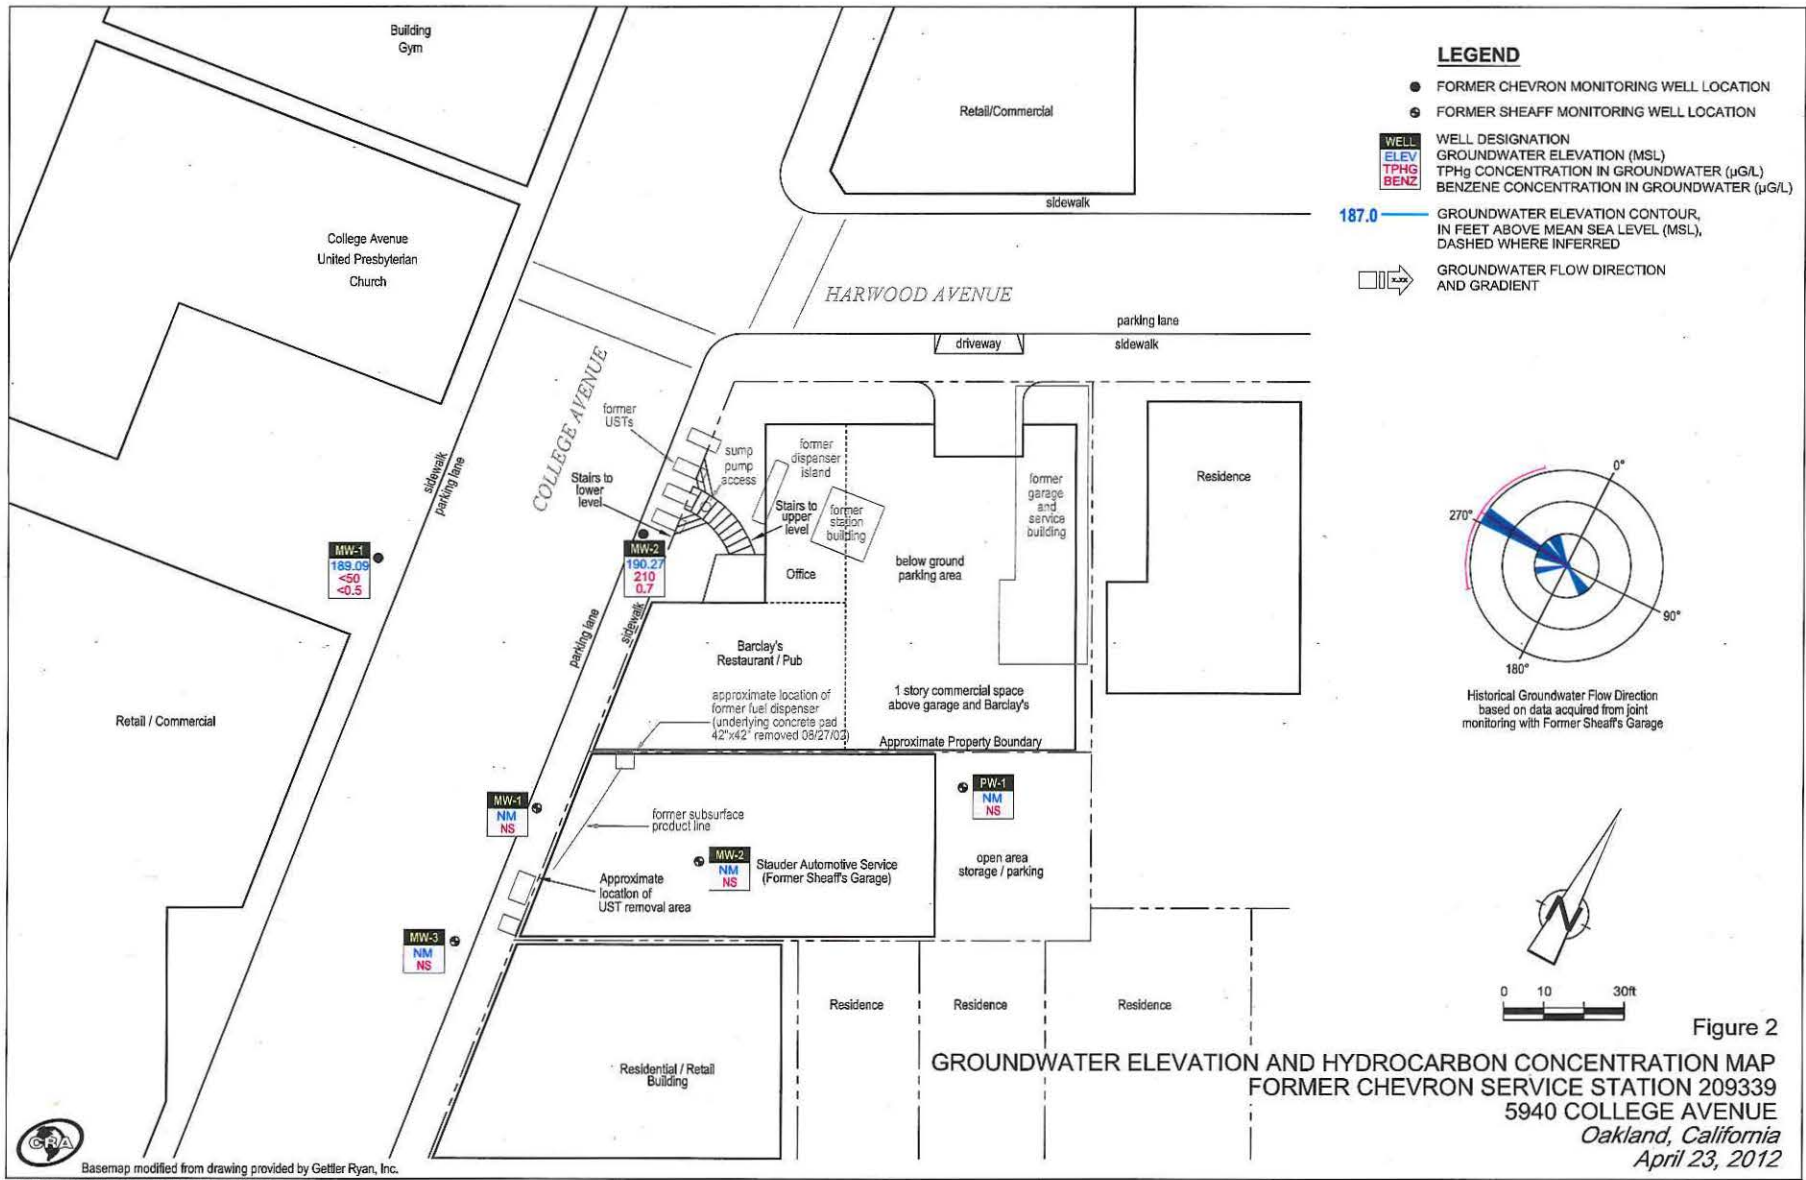 Building
Gym
Retail/Commercial
sidewalk
College Avenue
United Presbyterian
Church
HARWOOD AVENUE
parking lane
sidewalk
driveway
COLLEGE AVENUE
sidewalk
parking lane
former
USTs
Stairs to
lower
level
sump
pump
access
former
dispanser
island
Stairs to
upper
level
former
station
building
former
garage
and
service
building
Residence
MW-1
189.09
<50
<0.5
MW-2
190.27
210
0.7
Office
below ground
parking area
parking lane
sidewalk
Barclay's
Restaurant / Pub
approximate location of
former fuel dispenser
(underlying concrete pad
42"x42" removed 08/27/02)
1 story commercial space
above garage and Barclay's
Approximate Property Boundary
Retail / Commercial
MW-1
NM
NS
former subsurface
product line
PW-1
NM
NS
MW-2
NM
NS
Stauder Automotive Service
(Former Sheaff's Garage)
open area
storage / parking
Approximate
location of
UST removal area
MW-3
NM
NS
Residence
Residence
Residence
Residential / Retail
Building
LEGEND
FORMER CHEVRON MONITORING WELL LOCATION
FORMER SHEAFF MONITORING WELL LOCATION
WELL
ELEV
TPHG
BENZ
WELL DESIGNATION
GROUNDWATER ELEVATION (MSL)
TPHg CONCENTRATION IN GROUNDWATER (µG/L)
BENZENE CONCENTRATION IN GROUNDWATER (µG/L)
187.0
GROUNDWATER ELEVATION CONTOUR,
IN FEET ABOVE MEAN SEA LEVEL (MSL),
DASHED WHERE INFERRED
x.xx
GROUNDWATER FLOW DIRECTION
AND GRADIENT
0°
270°
90°
180°
Historical Groundwater Flow Direction
based on data acquired from joint
monitoring with Former Sheaff's Garage
N
0 10 30ft
Figure 2
GROUNDWATER ELEVATION AND HYDROCARBON CONCENTRATION MAP
FORMER CHEVRON SERVICE STATION 209339
5940 COLLEGE AVENUE
Oakland, California
April 23, 2012
CRA
Basemap modified from drawing provided by Gettler Ryan, Inc.